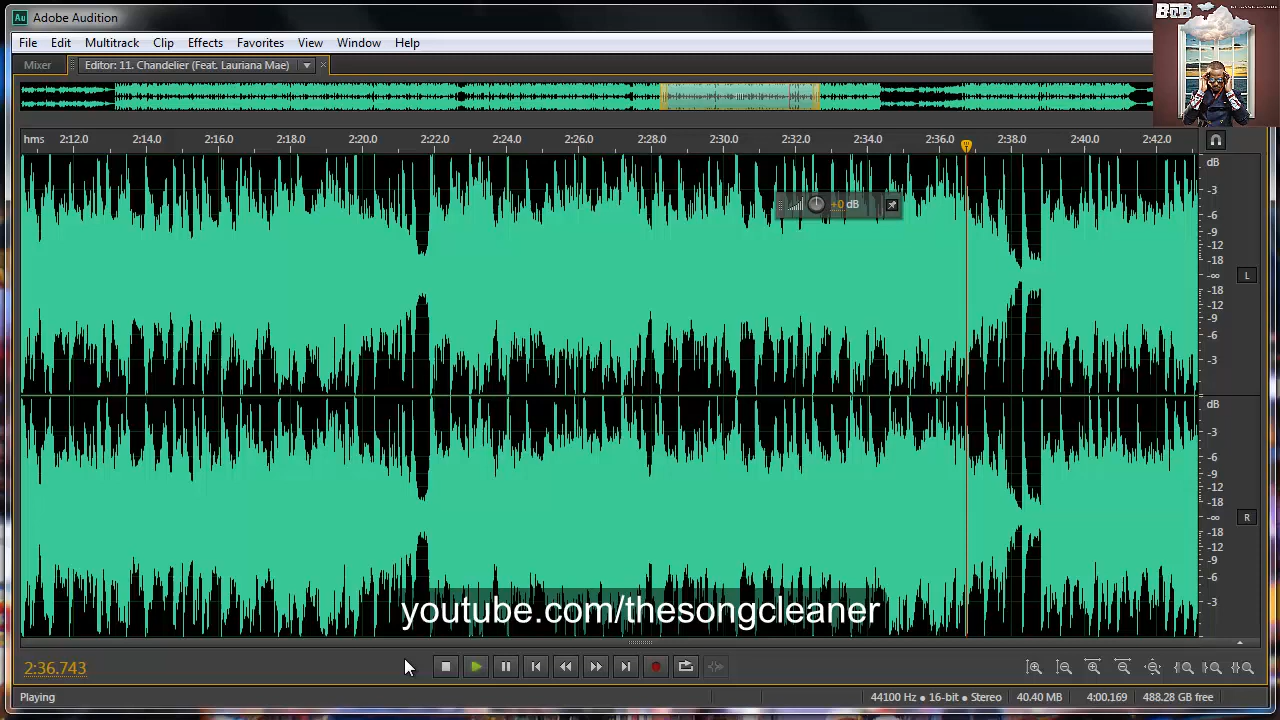 Au Adobe Audition
File Edit Multitrack Clip Effects Favorites View Window Help
Mixer Editor: 11. Chandelier (Feat. Lauriana Mae)
B.o.B
hms 2:12.0 2:14.0 2:16.0 2:18.0 2:20.0 2:22.0 2:24.0 2:26.0 2:28.0 2:30.0 2:32.0 2:34.0 2:36.0 2:38.0 2:40.0 2:42.0
dB
-3
-6
-9
-12
-18
-∞
-18
-12
-9
-6
-3
L
+0 dB
dB
-3
-6
-9
-12
-18
-∞
-18
-12
-9
-6
-3
R
youtube.com/thesongcleaner
2:36.743
Playing 44100 Hz • 16-bit • Stereo 40.40 MB 4:00.169 488.28 GB free